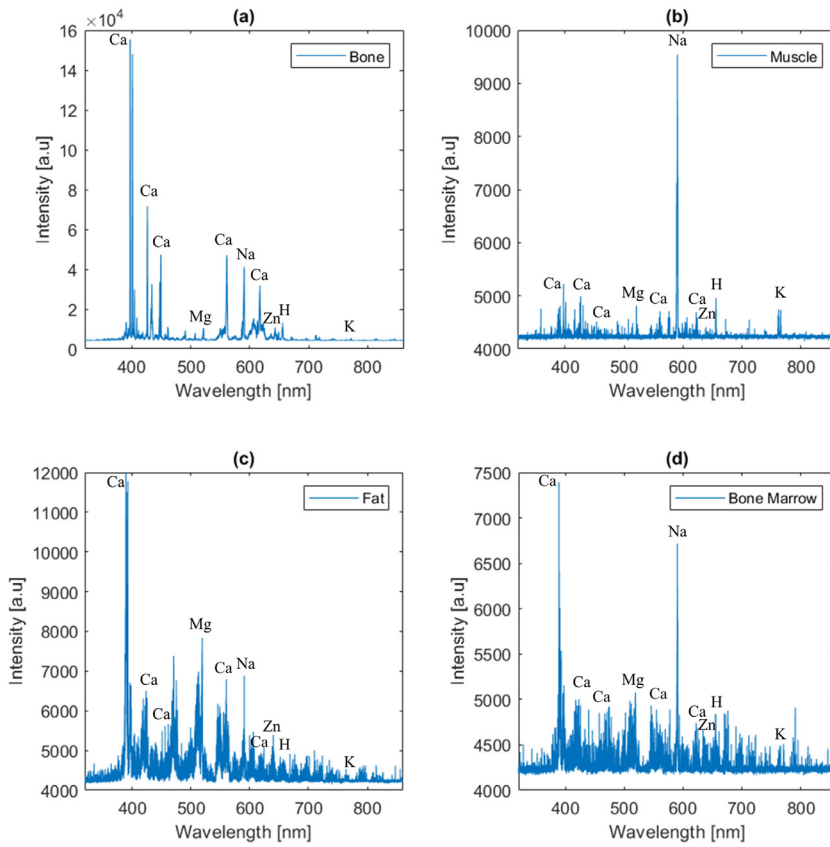 (a)
×10⁴
Ca
Bone
16
14
12
10
8
6
4
2
0
Ca
Ca
Ca
Na
Ca
Mg
Zn
H
K
400 500 600 700 800
Intensity [a.u]
Wavelength [nm]
(b)
Na
Muscle
10000
9000
8000
7000
6000
5000
4000
Ca
Ca
Ca
Mg
Ca
Ca
Zn
H
K
400 500 600 700 800
Intensity [a.u]
Wavelength [nm]
(c)
Ca
Fat
12000
11000
10000
9000
8000
7000
6000
5000
4000
Ca
Ca
Mg
Ca
Na
Ca
Zn
H
K
400 500 600 700 800
Intensity [a.u]
Wavelength [nm]
(d)
Ca
Bone Marrow
7500
7000
6500
6000
5500
5000
4500
4000
Na
Ca
Ca
Mg
Ca
Ca
Zn
H
K
400 500 600 700 800
Intensity [a.u]
Wavelength [nm]